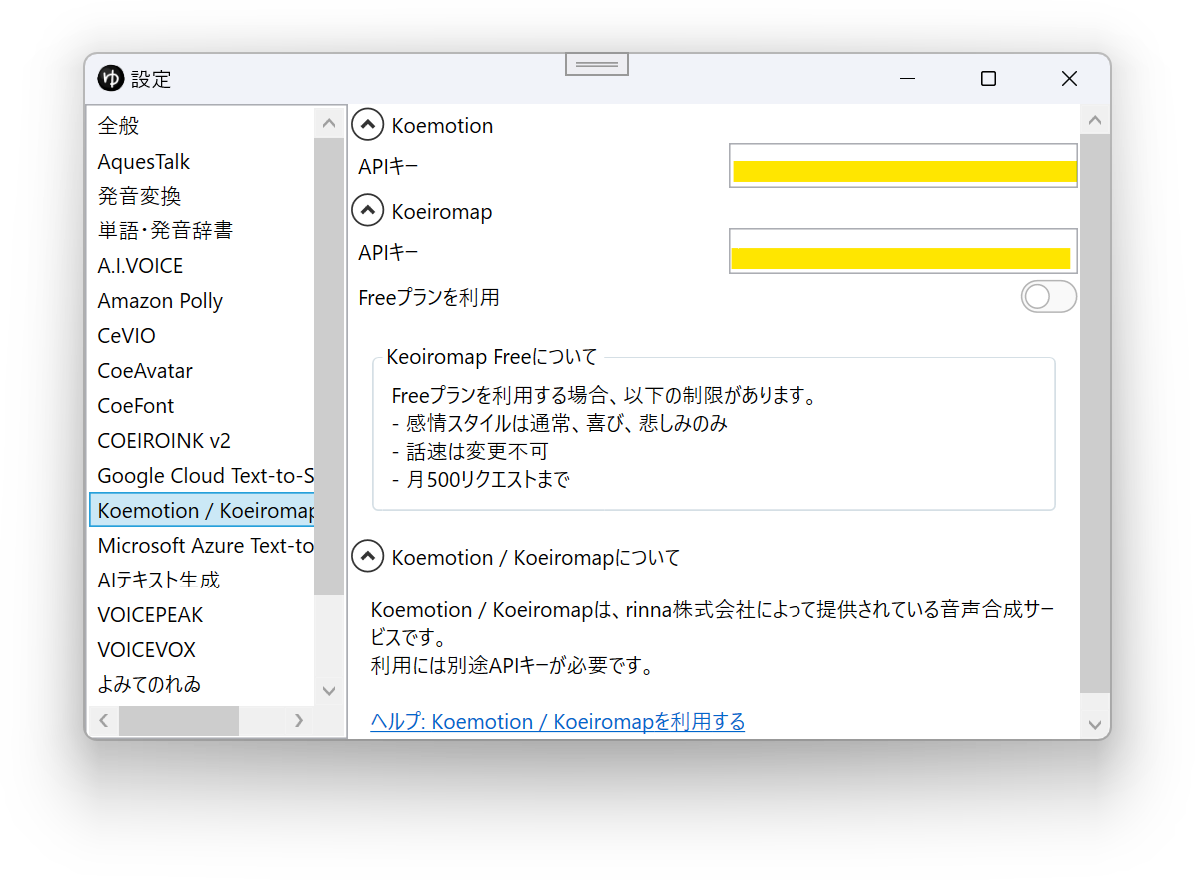 ゆ 設定
全般
AquesTalk
発音変換
単語・発音辞書
A.I.VOICE
Amazon Polly
CeVIO
CoeAvatar
CoeFont
COEIROINK v2
Google Cloud Text-to-S
Koemotion / Koeiromap
Microsoft Azure Text-to
AIテキスト生成
VOICEPEAK
VOICEVOX
よみてのれゐ
Koemotion
APIキー
Koeiromap
APIキー
Freeプランを利用
Keoiromap Freeについて
Freeプランを利用する場合、以下の制限があります。
- 感情スタイルは通常、喜び、悲しみのみ
- 話速は変更不可
- 月500リクエストまで
Koemotion / Koeiromapについて
Koemotion / Koeiromapは、rinna株式会社によって提供されている音声合成サー
ビスです。
利用には別途APIキーが必要です。
ヘルプ: Koemotion / Koeiromapを利用する